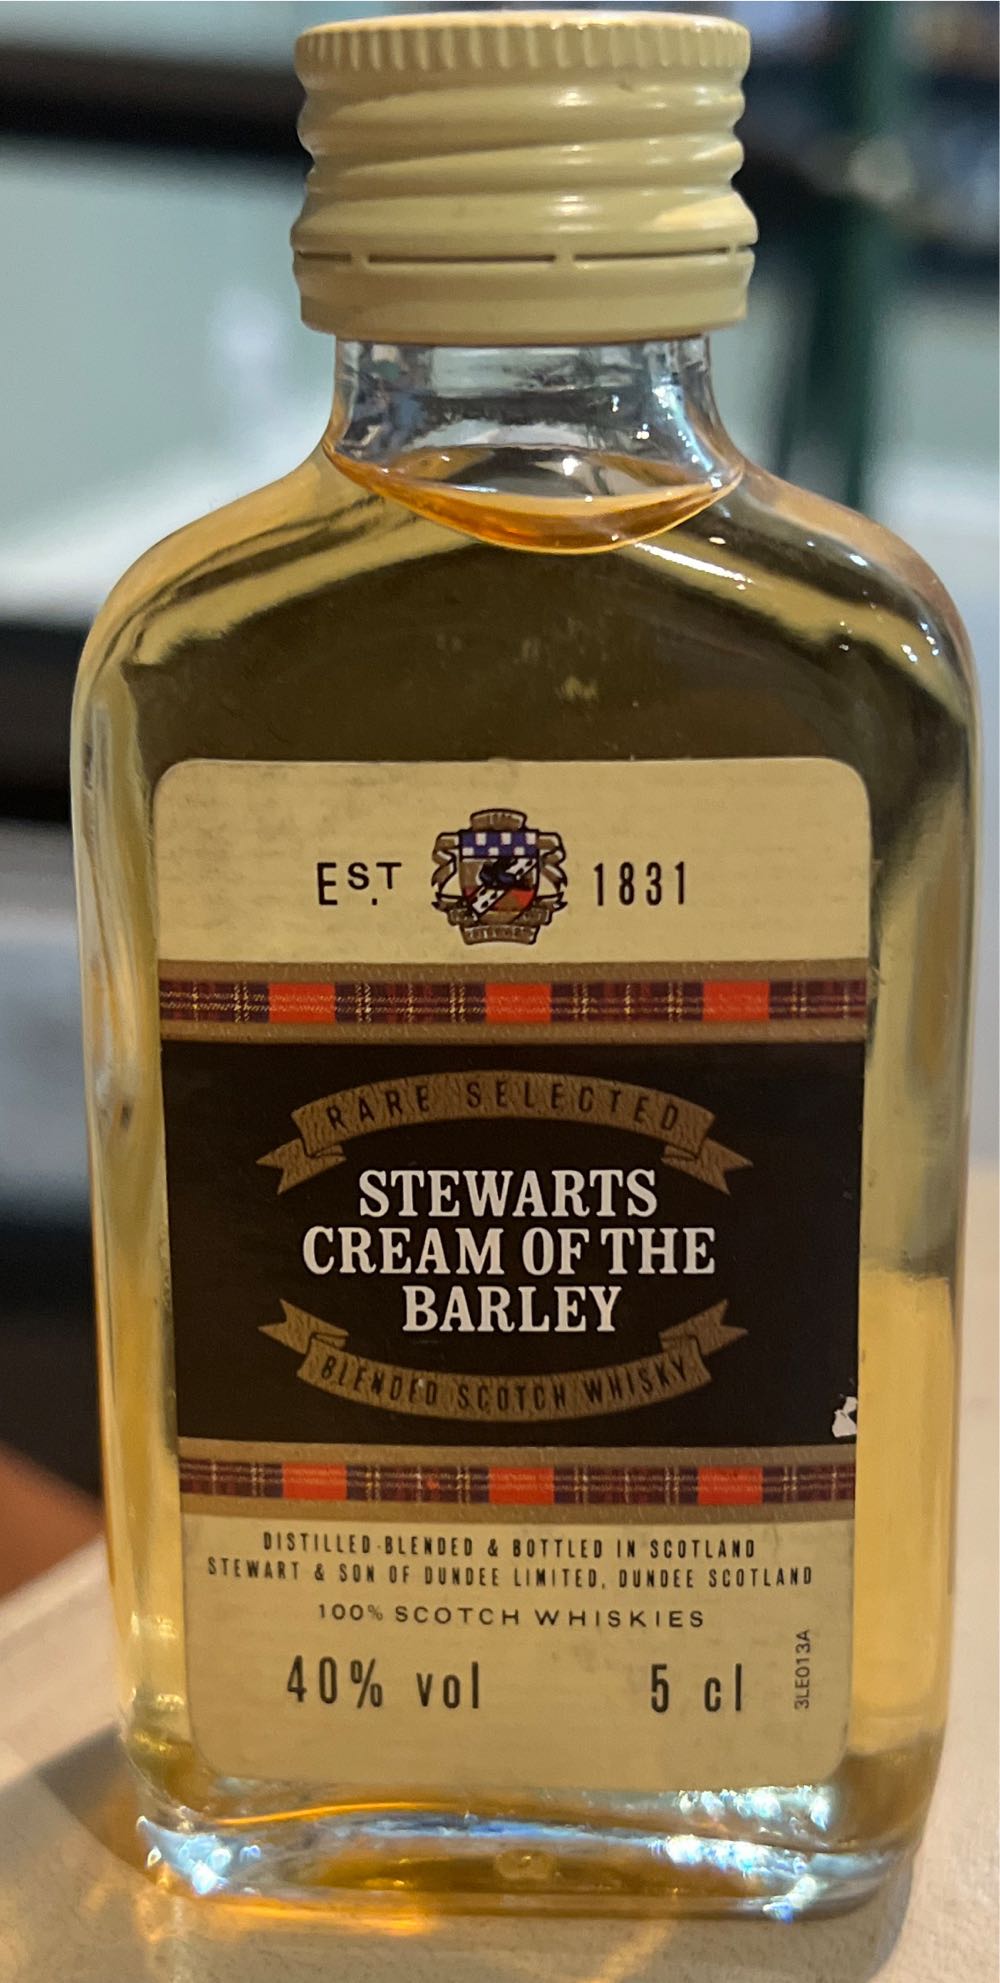 EST. 1831
RARE SELECTED
STEWARTS
CREAM OF THE
BARLEY
BLENDED SCOTCH WHISKY
DISTILLED-BLENDED & BOTTLED IN SCOTLAND
STEWART & SON OF DUNDEE LIMITED, DUNDEE SCOTLAND
100% SCOTCH WHISKIES
40% vol 5 cl
3LE013A